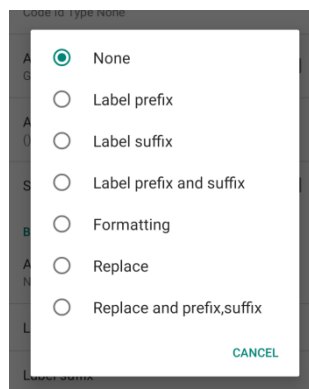 Code Id Type None
None
Label prefix
Label suffix
Label prefix and suffix
Formatting
Replace
Replace and prefix,suffix
CANCEL
Label suffix